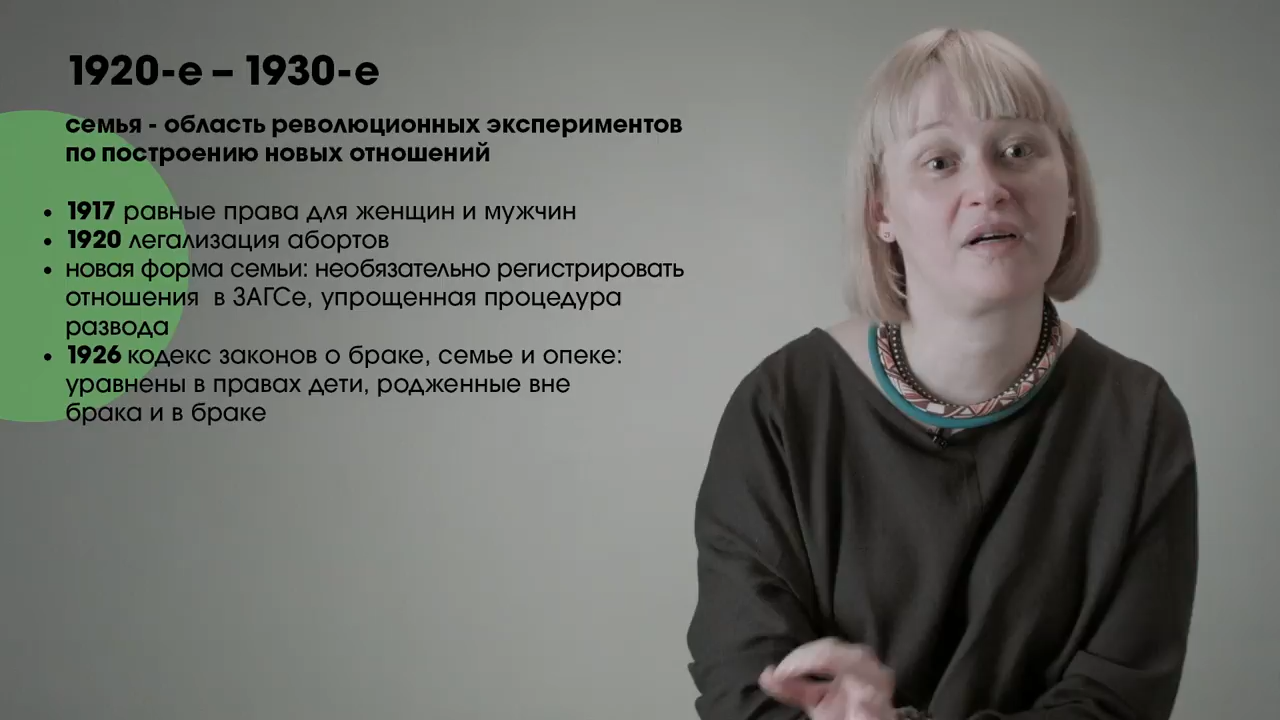 1920-е – 1930-е
семья - область революционных экспериментов
по построению новых отношений
• 1917 равные права для женщин и мужчин
• 1920 легализация абортов
• новая форма семьи: необязательно регистрировать
отношения в ЗАГСе, упрощенная процедура
развода
• 1926 кодекс законов о браке, семье и опеке:
уравнены в правах дети, родженные вне
брака и в браке